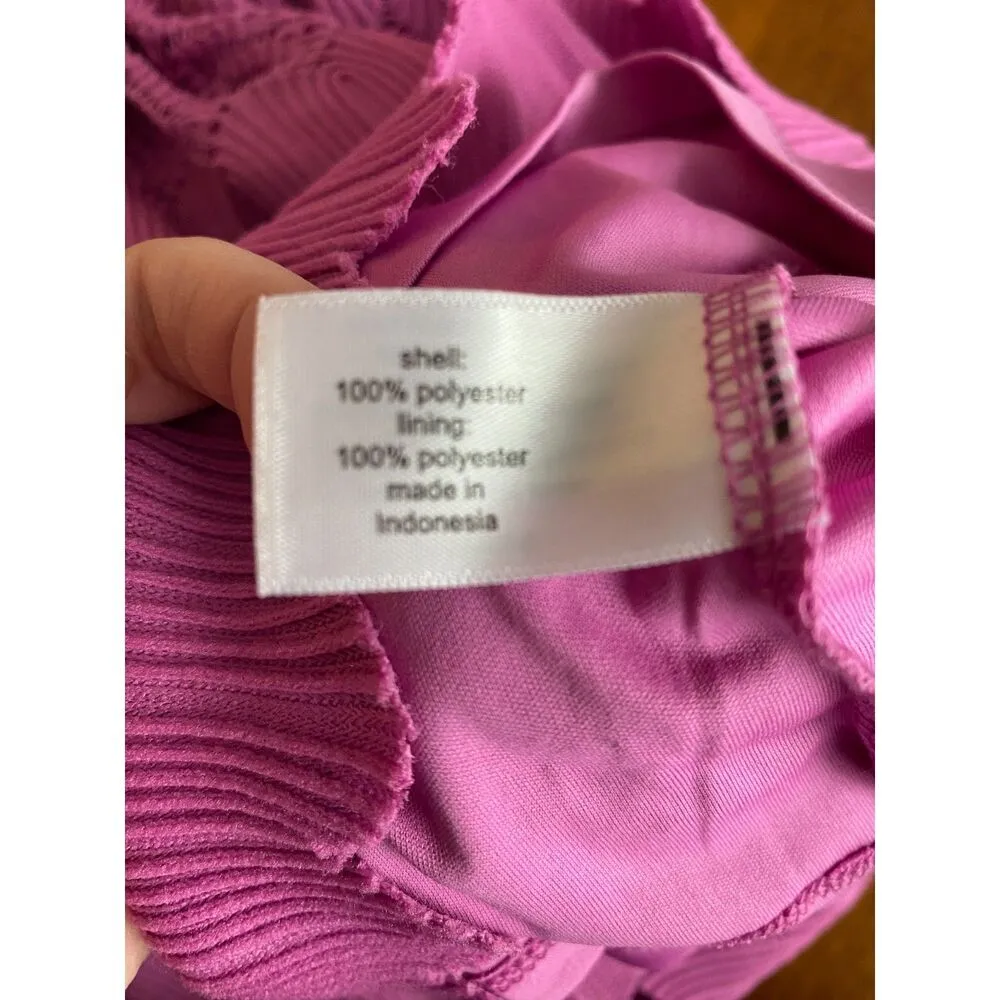 shell:
100% polyester
lining:
100% polyester
made in
Indonesia